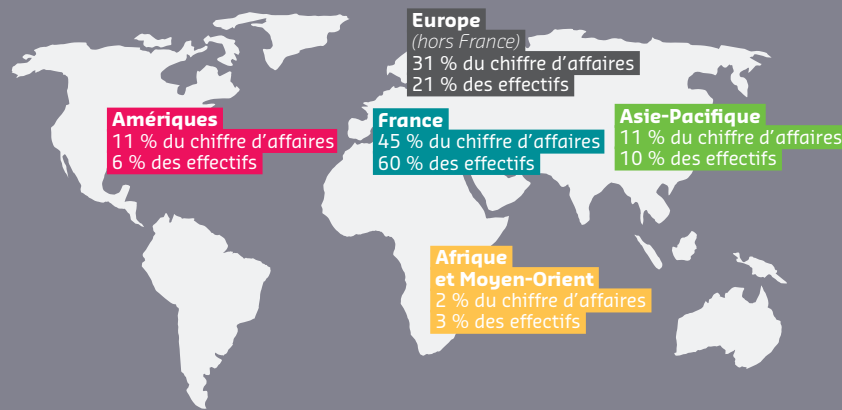 Europe
(hors France)
31 % du chiffre d'affaires
21 % des effectifs
Amériques
11 % du chiffre d'affaires
6 % des effectifs
France
45 % du chiffre d'affaires
60 % des effectifs
Asie-Pacifique
11 % du chiffre d'affaires
10 % des effectifs
Afrique
et Moyen-Orient
2 % du chiffre d'affaires
3 % des effectifs